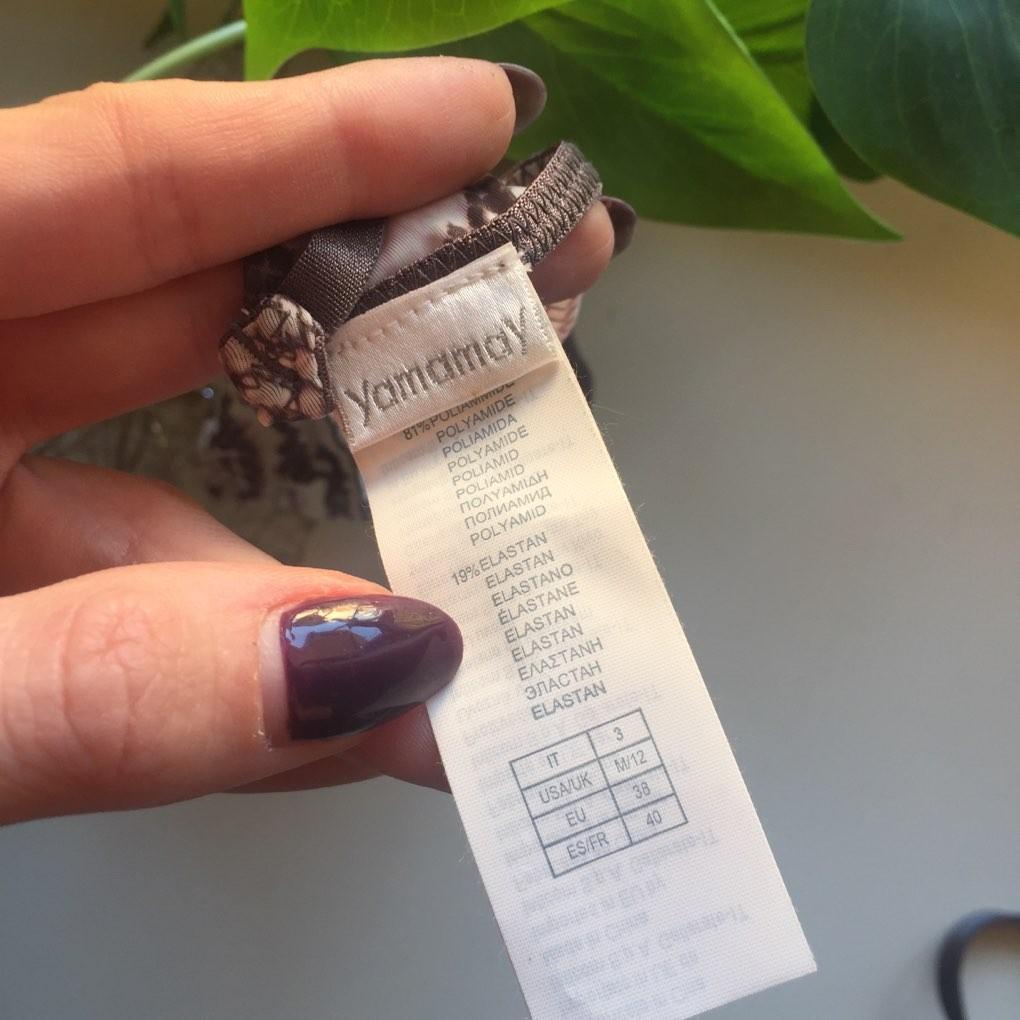 yamamaY
81%POLIAMMIDE
POLYAMIDE
POLIAMIDA
POLYAMIDE
POLIAMID
POLIAMID
ΠΟΛΥΑΜΙΔΗ
ПОЛИАМИД
POLYAMID
19%ELASTAN
ELASTAN
ELASTANO
ÉLASTANE
ELASTAN
ELASTAN
ΕΛΑΣΤΑΝΗ
ЭЛАСТАН
ELASTAN
IT 3
USA/UK M/12
EU 38
ES/FR 40